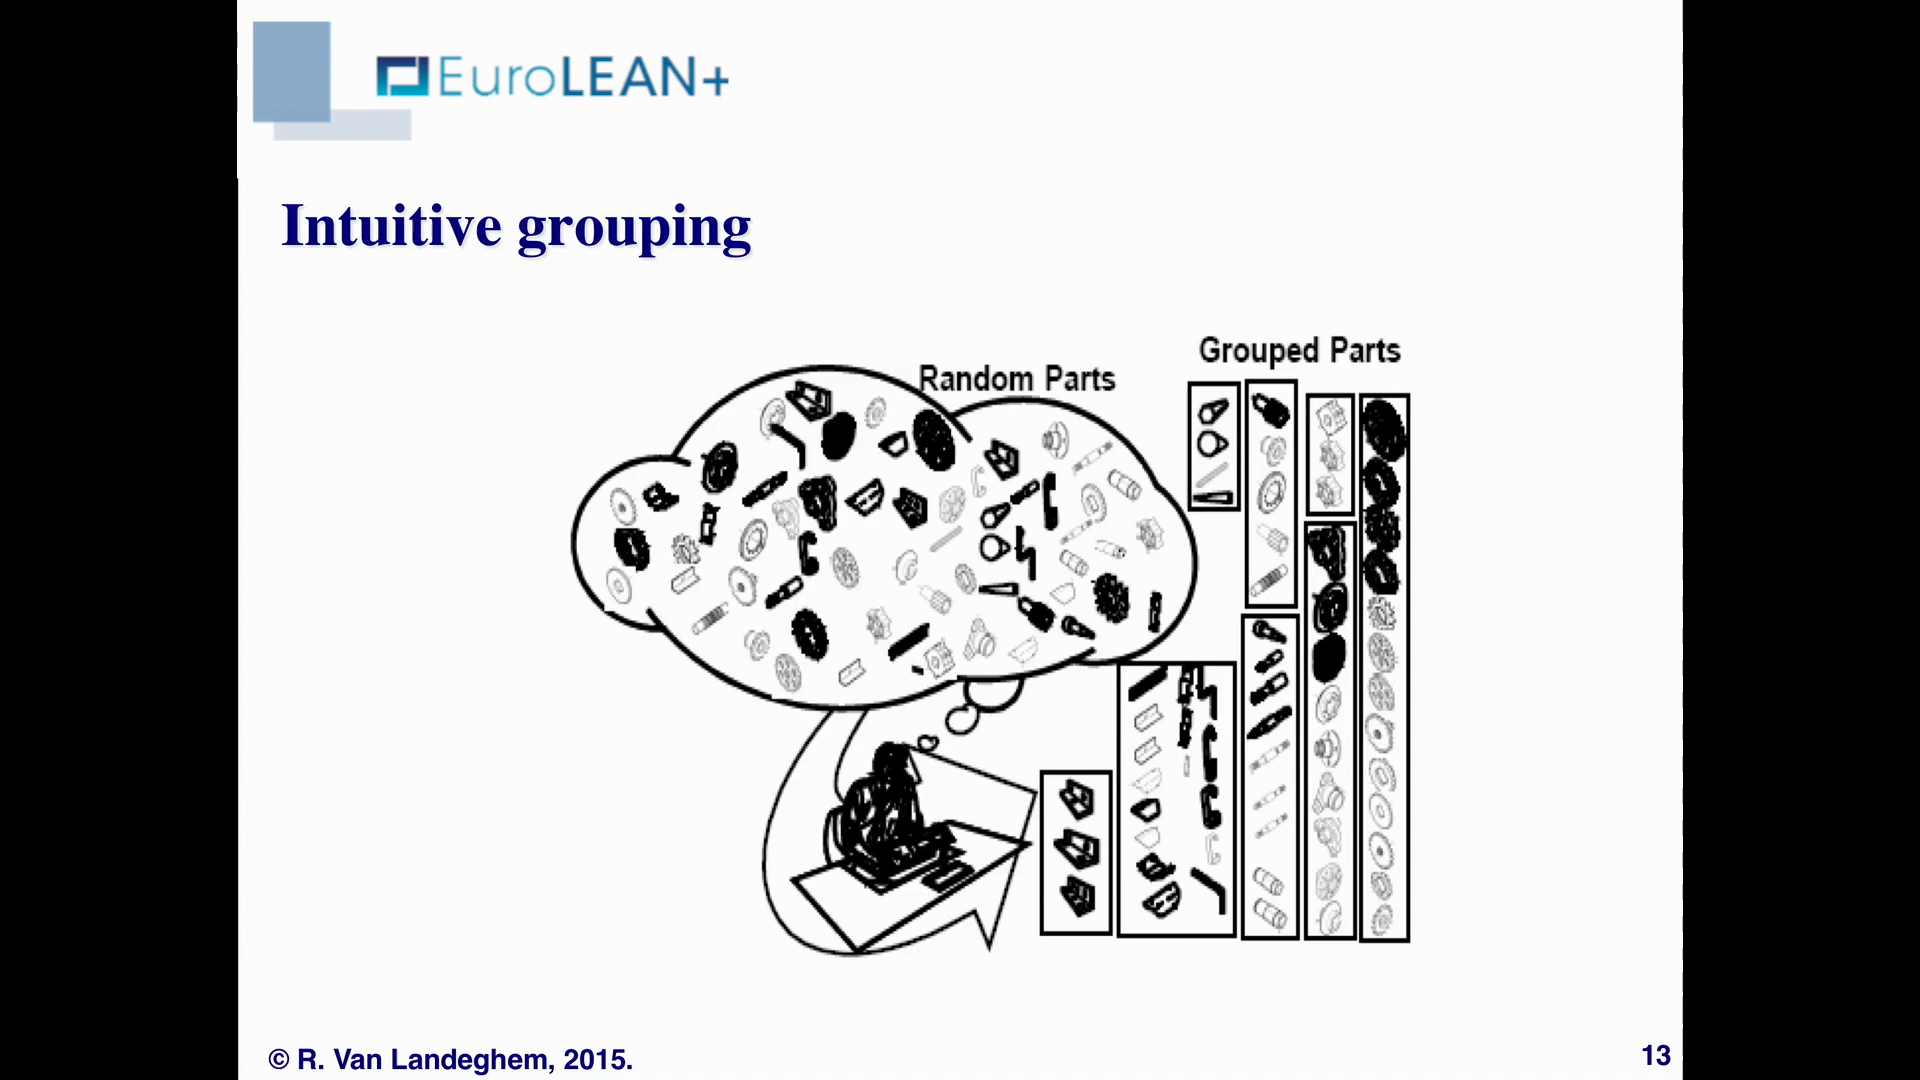 EuroLEAN+
Intuitive grouping
Grouped Parts
Random Parts
© R. Van Landeghem, 2015.
13